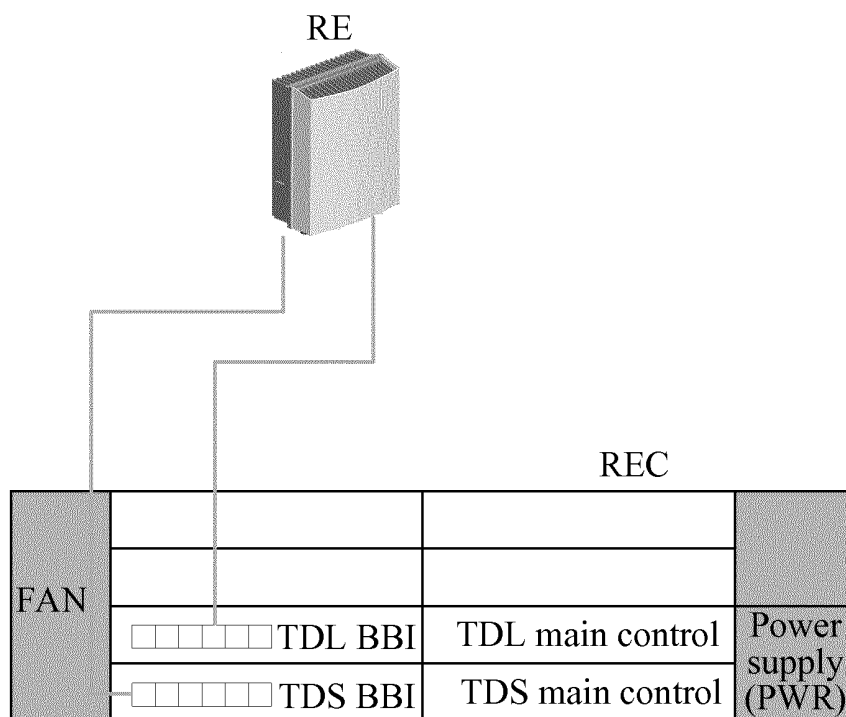 RE
REC
FAN
TDL BBI
TDL main control
Power
supply
(PWR)
TDS BBI
TDS main control